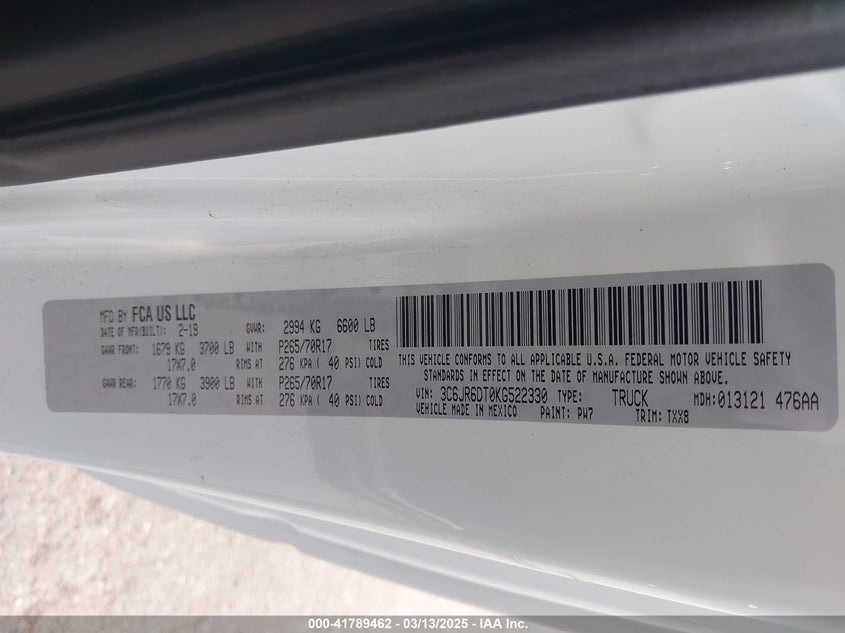 MFD BY FCA US LLC
DATE OF MFR(BUILT): 2-19 GVWR: 2994 KG 6600 LB
GAWR FRONT: 1679 KG 3700 LB WITH P265/70R17 TIRES
17X7.0 RIMS AT 276 KPA ( 40 PSI) COLD
GAWR REAR: 1770 KG 3900 LB WITH P265/70R17 TIRES
17X7.0 RIMS AT 276 KPA ( 40 PSI) COLD
THIS VEHICLE CONFORMS TO ALL APPLICABLE U.S.A. FEDERAL MOTOR VEHICLE SAFETY
STANDARDS IN EFFECT ON THE DATE OF MANUFACTURE SHOWN ABOVE.
VIN: 3C6JR6DT0KG522330 TYPE: TRUCK MDH:013121 476AA
VEHICLE MADE IN MEXICO PAINT: PW7 TRIM: TXX8
000-41789462 - 03/13/2025 - IAA Inc.